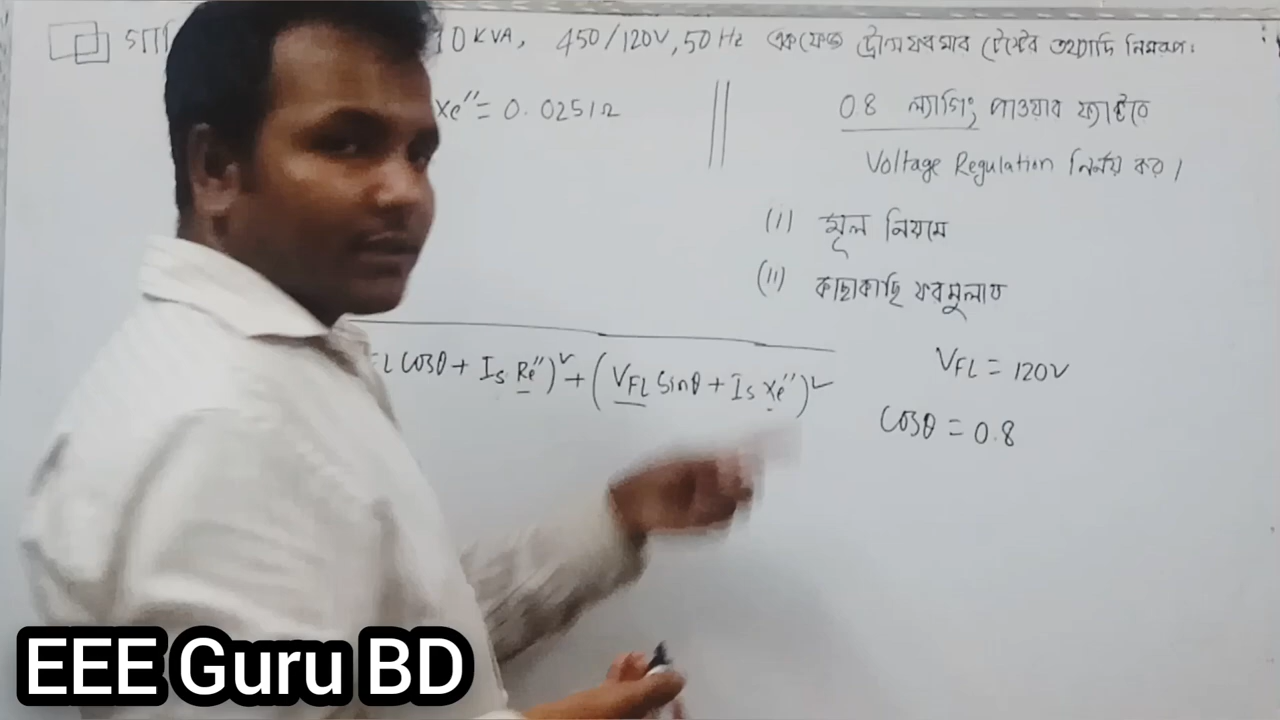 10 KVA, 450/120V, 50 Hz একফেজ ট্রান্সফরমার টেস্টের তথ্যাদি নিম্নরূপ।
Xe″ = 0.0251Ω
0.8 ল্যাগিং পাওয়ার ফ্যাক্টরে
Voltage Regulation নির্ণয় কর।
(i) মূল নিয়মে
(ii) কাছাকাছি ফরমুলার
L Cosθ + Is Re″)² + (VFL Sinθ + Is Xe″)²
VFL = 120V
Cosθ = 0.8
EEE Guru BD